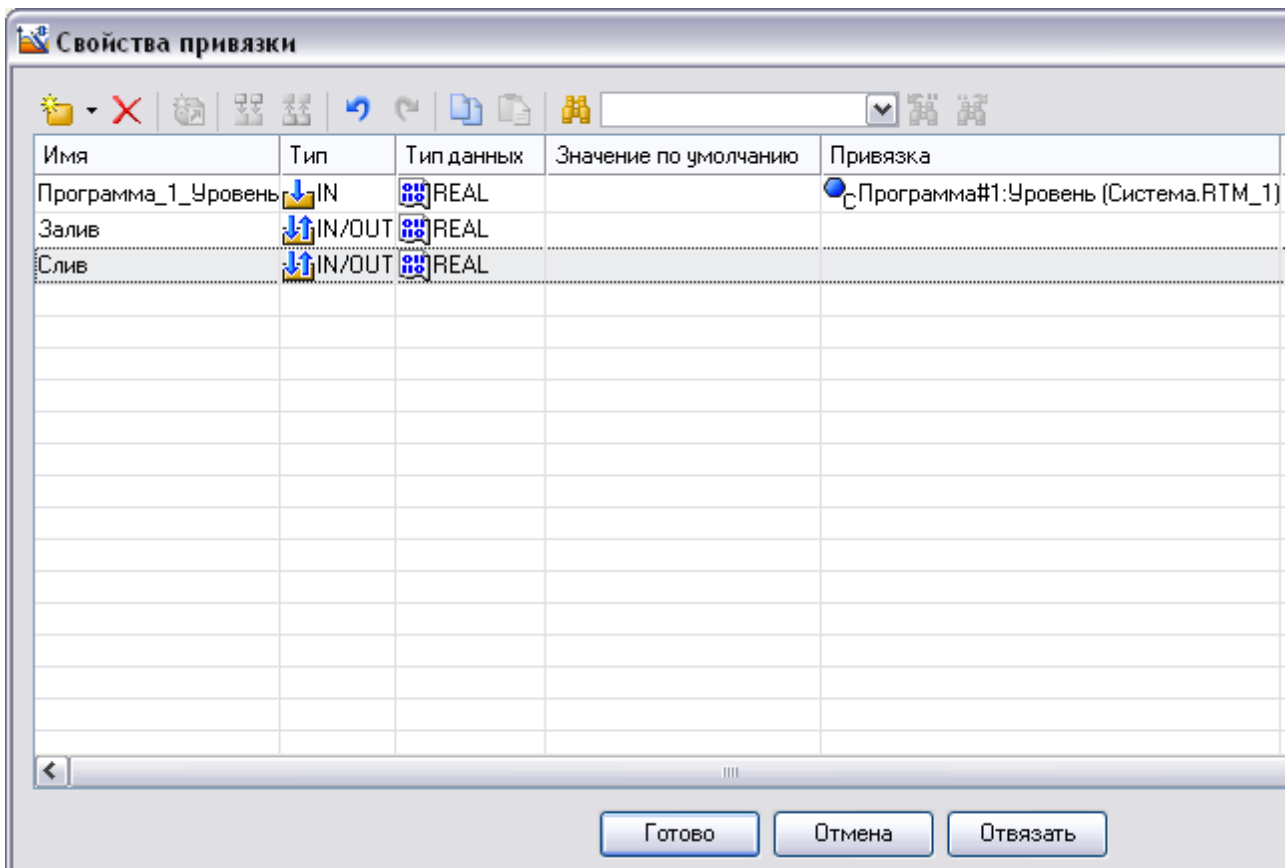 Свойства привязки
Имя Тип Тип данных Значение по умолчанию Привязка
Программа_1_Уровень IN REAL Программа#1:Уровень (Система.RTM_1)
Залив IN/OUT REAL
Слив IN/OUT REAL
Готово Отмена Отвязать